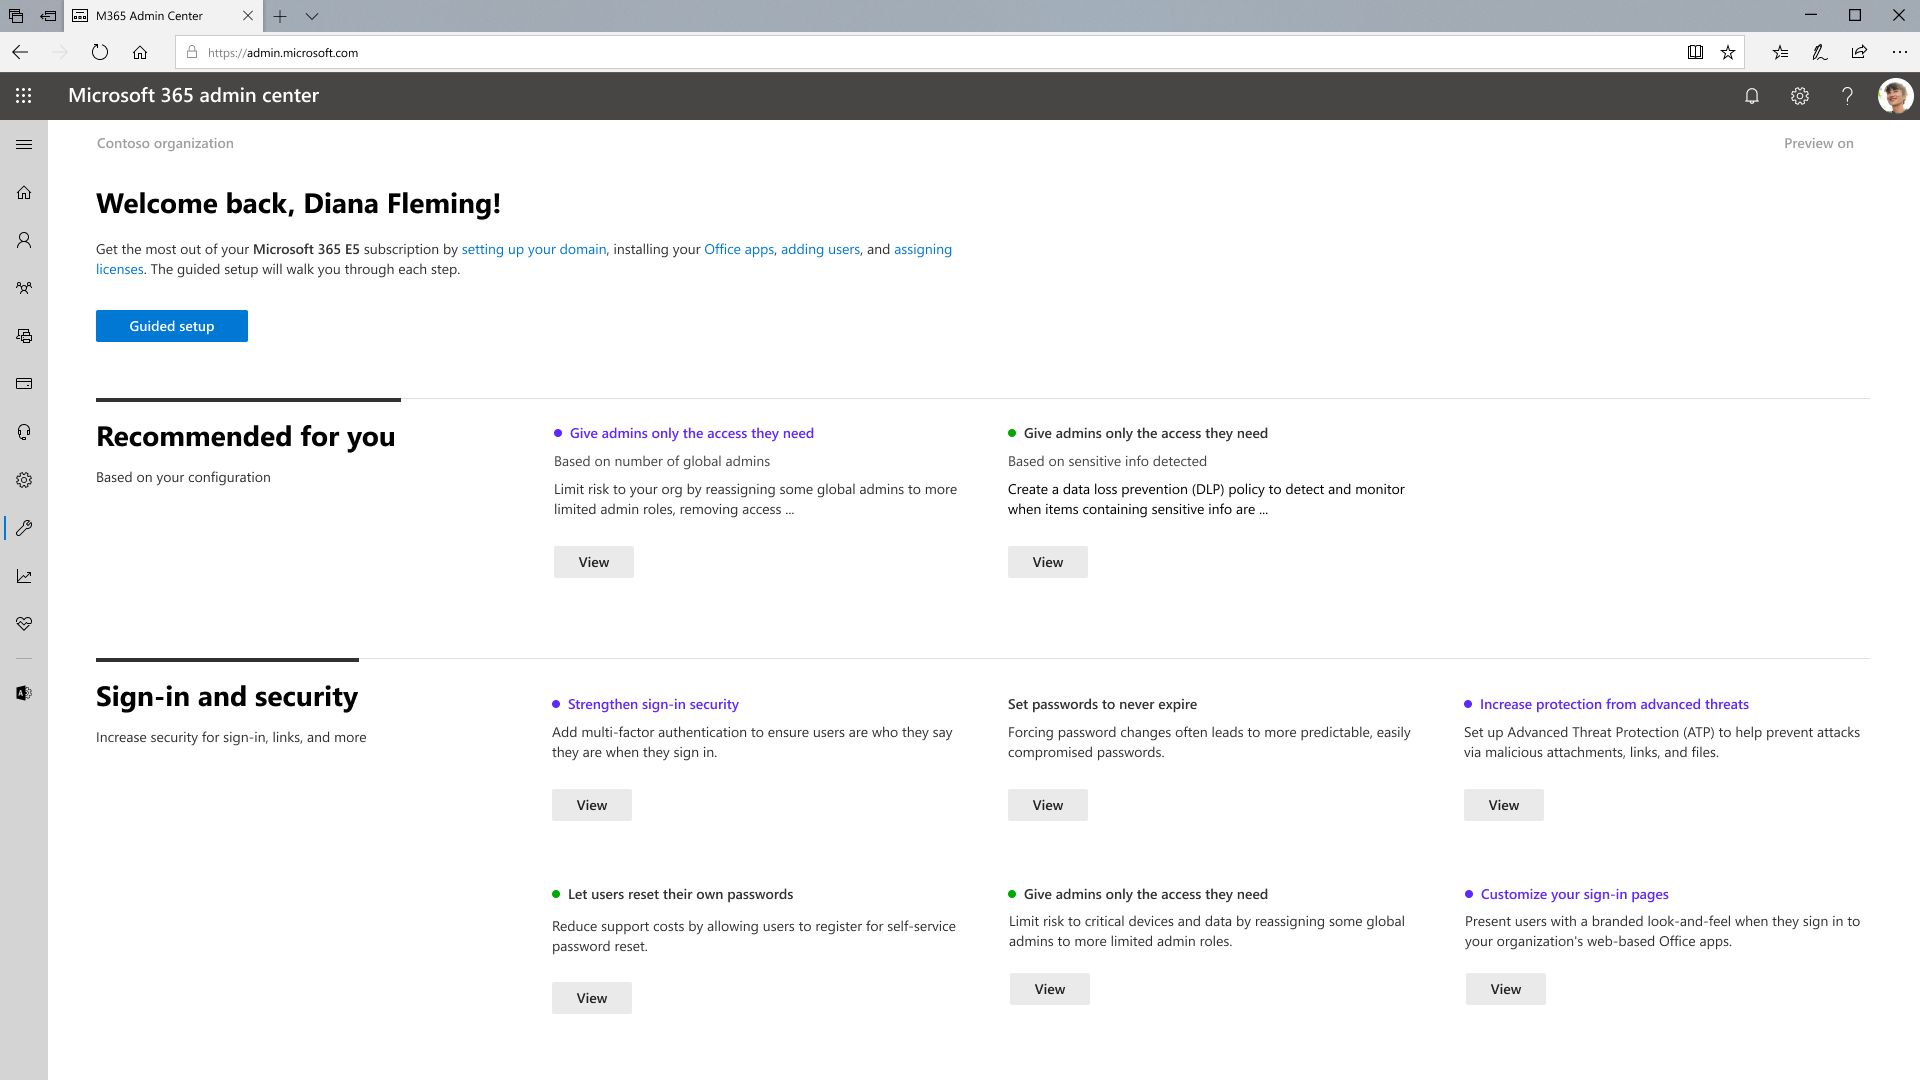 M365 Admin Center
https://admin.microsoft.com
Microsoft 365 admin center
Contoso organization
Preview on
Welcome back, Diana Fleming!
Get the most out of your Microsoft 365 E5 subscription by setting up your domain, installing your Office apps, adding users, and assigning
licenses. The guided setup will walk you through each step.
Guided setup
Recommended for you
Based on your configuration
Give admins only the access they need
Based on number of global admins
Limit risk to your org by reassigning some global admins to more
limited admin roles, removing access ...
View
Give admins only the access they need
Based on sensitive info detected
Create a data loss prevention (DLP) policy to detect and monitor
when items containing sensitive info are ...
View
Sign-in and security
Increase security for sign-in, links, and more
Strengthen sign-in security
Add multi-factor authentication to ensure users are who they say
they are when they sign in.
View
Set passwords to never expire
Forcing password changes often leads to more predictable, easily
compromised passwords.
View
Increase protection from advanced threats
Set up Advanced Threat Protection (ATP) to help prevent attacks
via malicious attachments, links, and files.
View
Let users reset their own passwords
Reduce support costs by allowing users to register for self-service
password reset.
View
Give admins only the access they need
Limit risk to critical devices and data by reassigning some global
admins to more limited admin roles.
View
Customize your sign-in pages
Present users with a branded look-and-feel when they sign in to
your organization's web-based Office apps.
View